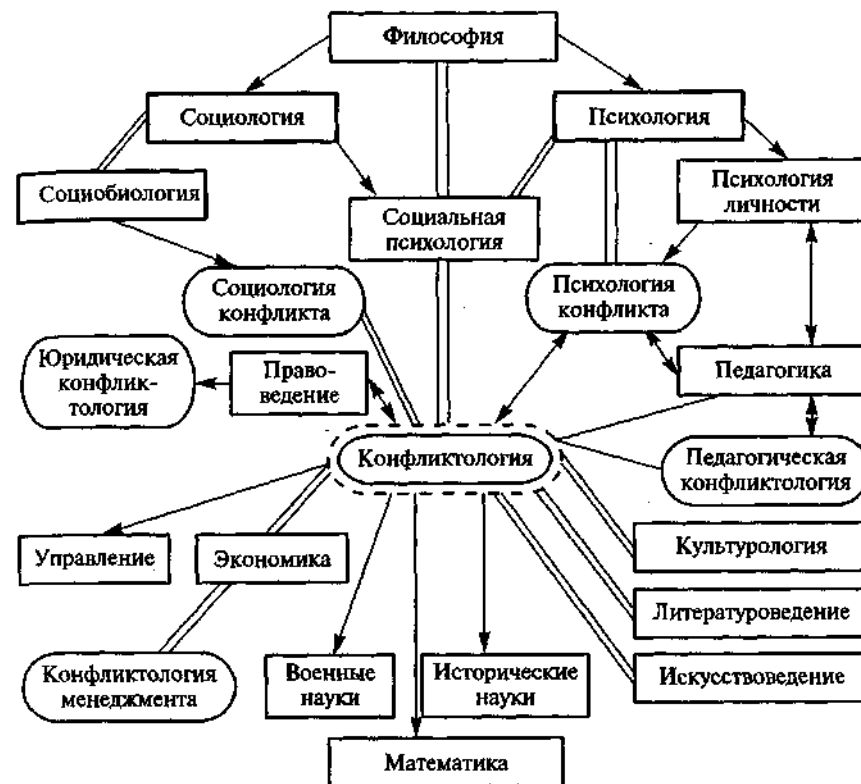 Философия
Социология
Психология
Социобиология
Социальная
психология
Психология
личности
Социология
конфликта
Психология
конфликта
Юридическая
конфлик-
тология
Право-
ведение
Педагогика
Конфликтология
Педагогическая
конфликтология
Управление
Экономика
Культурология
Литературоведение
Конфликтология
менеджмента
Военные
науки
Исторические
науки
Искусствоведение
Математика